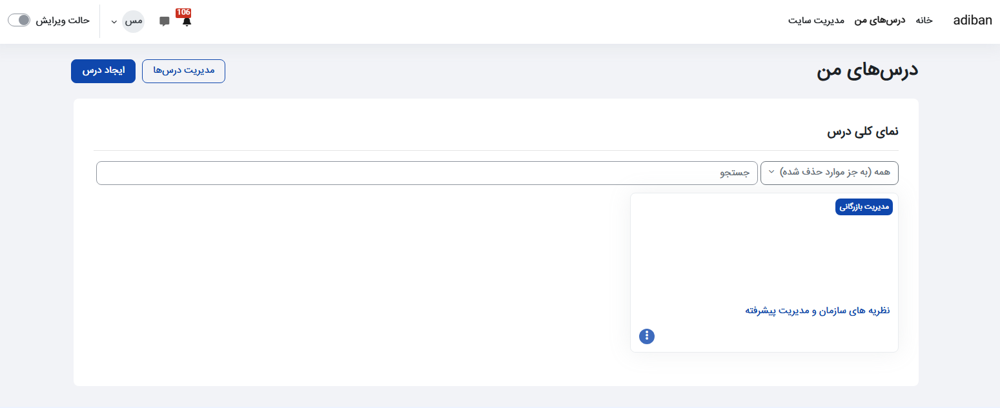 adiban خانه درس‌های من مدیریت سایت 106 مس حالت ویرایش
درس‌های من مدیریت درس‌ها ایجاد درس
نمای کلی درس
همه (به جز موارد حذف شده) جستجو
مدیریت بازرگانی
نظریه های سازمان و مدیریت پیشرفته